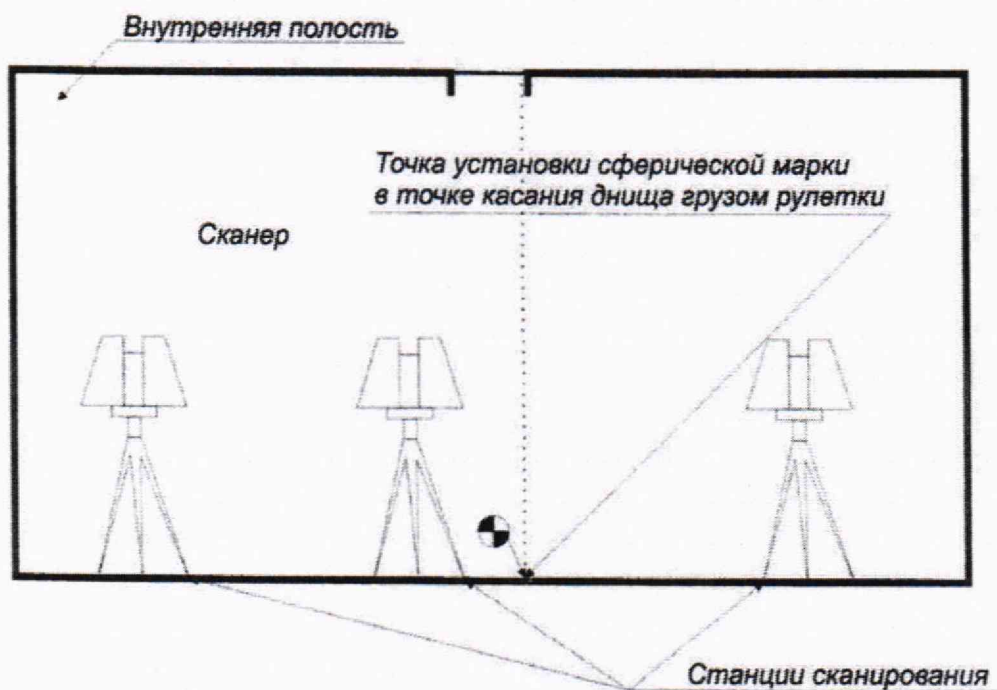 Внутренняя полость
Точка установки сферической марки
в точке касания днища грузом рулетки
Сканер
Станции сканирования